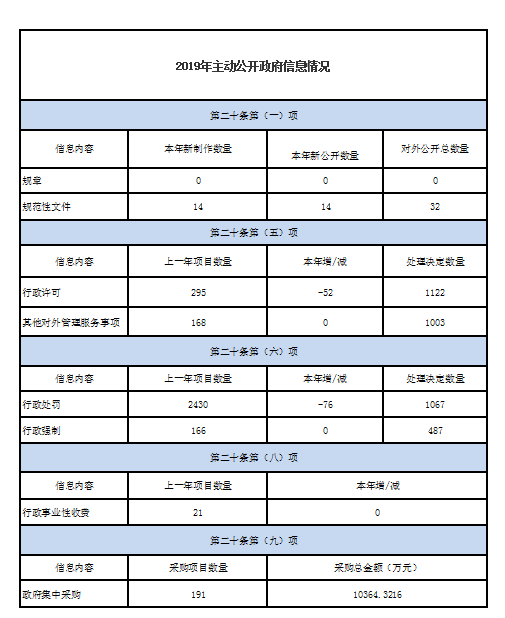 2019年主动公开政府信息情况
第二十条第（一）项
信息内容 本年新制作数量 本年新公开数量 对外公开总数量
规章 0 0 0
规范性文件 14 14 32
第二十条第（五）项
信息内容 上一年项目数量 本年增/减 处理决定数量
行政许可 295 -52 1122
其他对外管理服务事项 168 0 1003
第二十条第（六）项
信息内容 上一年项目数量 本年增/减 处理决定数量
行政处罚 2430 -76 1067
行政强制 166 0 487
第二十条第（八）项
信息内容 上一年项目数量 本年增/减
行政事业性收费 21 0
第二十条第（九）项
信息内容 采购项目数量 采购总金额（万元）
政府集中采购 191 10364.3216